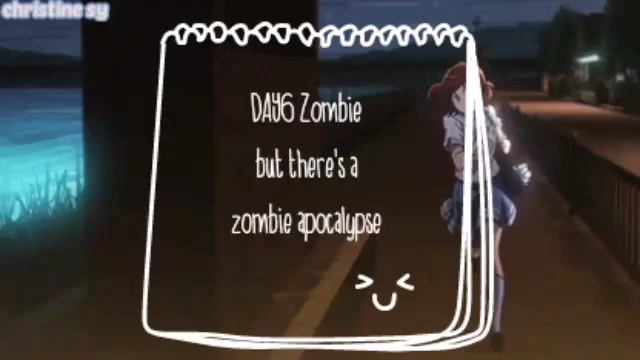 christine sy
DAY6 Zombie
but there's a
zombie apocalypse